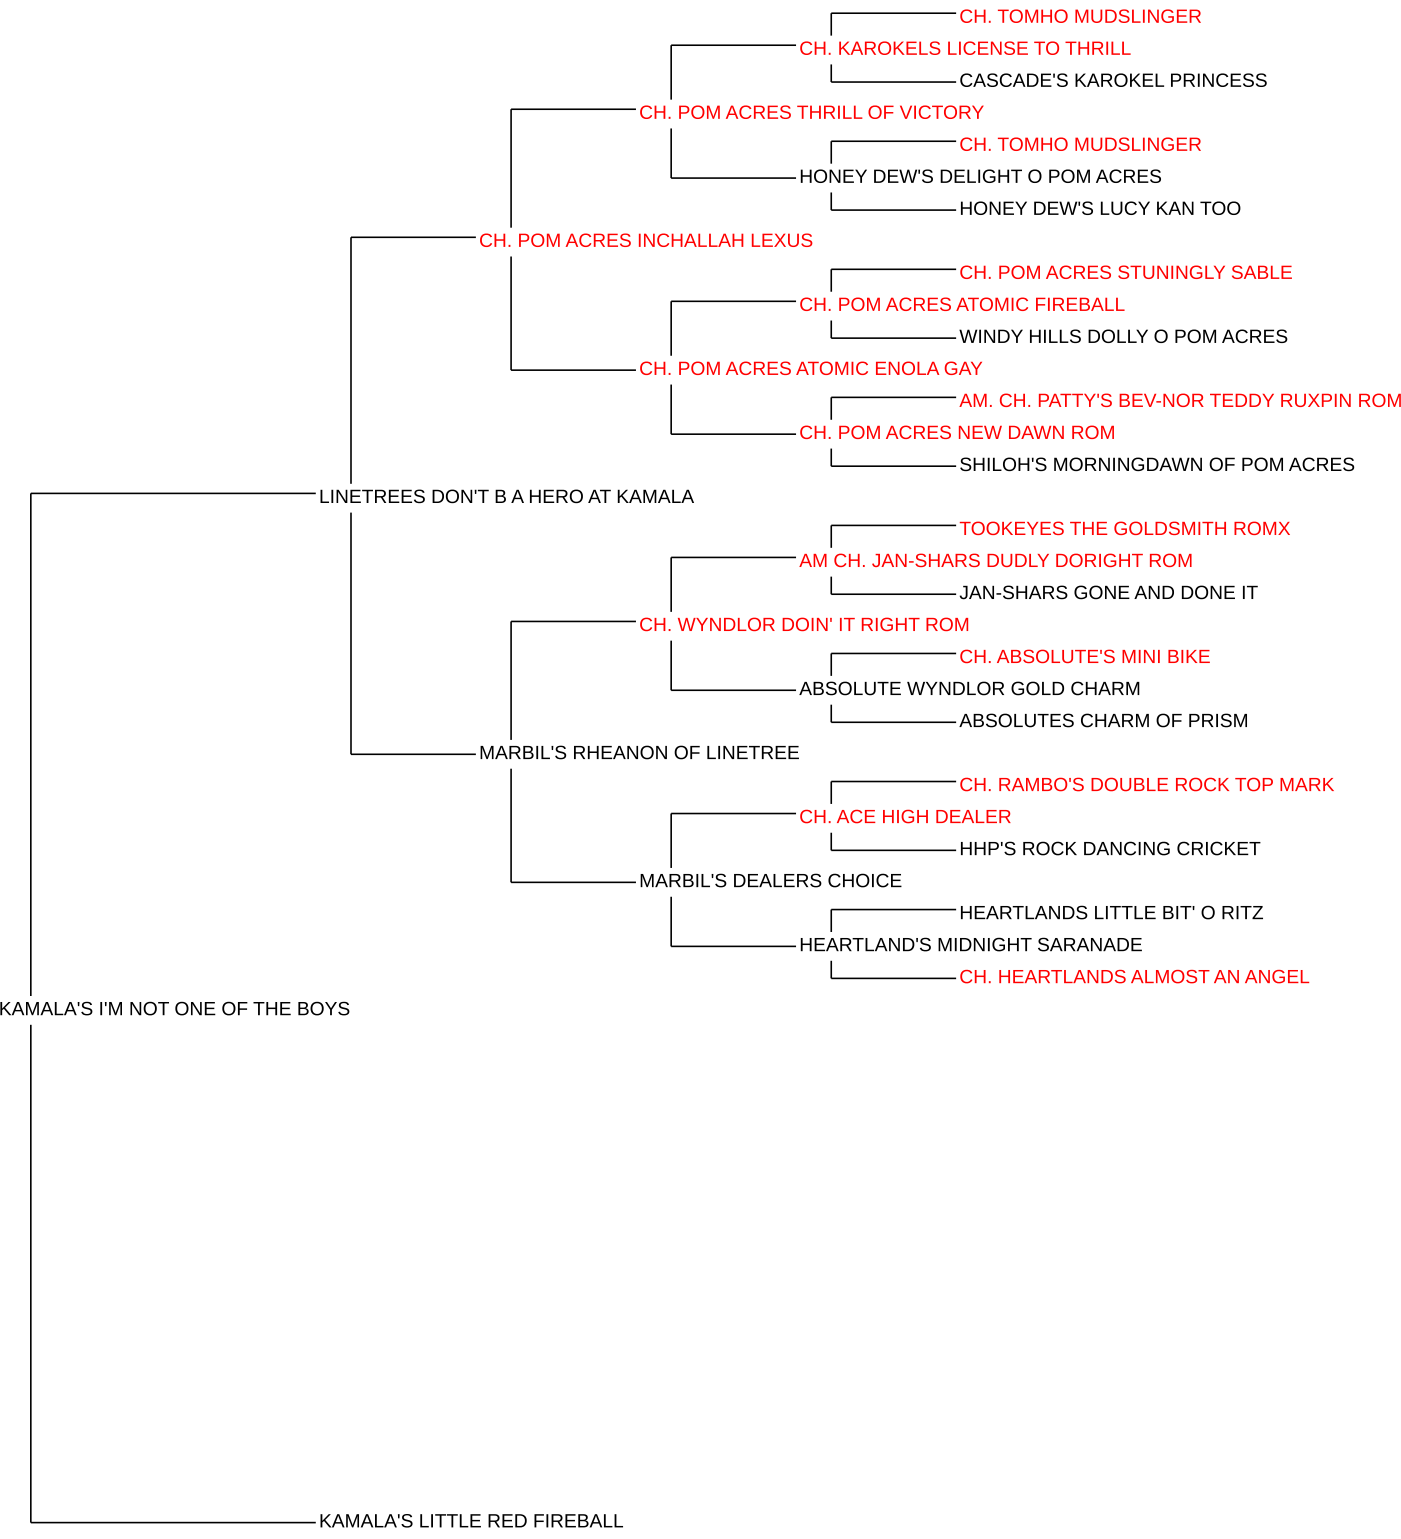 CH. TOMHO MUDSLINGER
CH. KAROKELS LICENSE TO THRILL
CASCADE'S KAROKEL PRINCESS
CH. POM ACRES THRILL OF VICTORY
CH. TOMHO MUDSLINGER
HONEY DEW'S DELIGHT O POM ACRES
HONEY DEW'S LUCY KAN TOO
CH. POM ACRES INCHALLAH LEXUS
CH. POM ACRES STUNINGLY SABLE
CH. POM ACRES ATOMIC FIREBALL
WINDY HILLS DOLLY O POM ACRES
CH. POM ACRES ATOMIC ENOLA GAY
AM. CH. PATTY'S BEV-NOR TEDDY RUXPIN ROM
CH. POM ACRES NEW DAWN ROM
SHILOH'S MORNINGDAWN OF POM ACRES
LINETREES DON'T B A HERO AT KAMALA
TOOKEYES THE GOLDSMITH ROMX
AM CH. JAN-SHARS DUDLY DORIGHT ROM
JAN-SHARS GONE AND DONE IT
CH. WYNDLOR DOIN' IT RIGHT ROM
CH. ABSOLUTE'S MINI BIKE
ABSOLUTE WYNDLOR GOLD CHARM
ABSOLUTES CHARM OF PRISM
MARBIL'S RHEANON OF LINETREE
CH. RAMBO'S DOUBLE ROCK TOP MARK
CH. ACE HIGH DEALER
HHP'S ROCK DANCING CRICKET
MARBIL'S DEALERS CHOICE
HEARTLANDS LITTLE BIT' O RITZ
HEARTLAND'S MIDNIGHT SARANADE
CH. HEARTLANDS ALMOST AN ANGEL
KAMALA'S I'M NOT ONE OF THE BOYS
KAMALA'S LITTLE RED FIREBALL